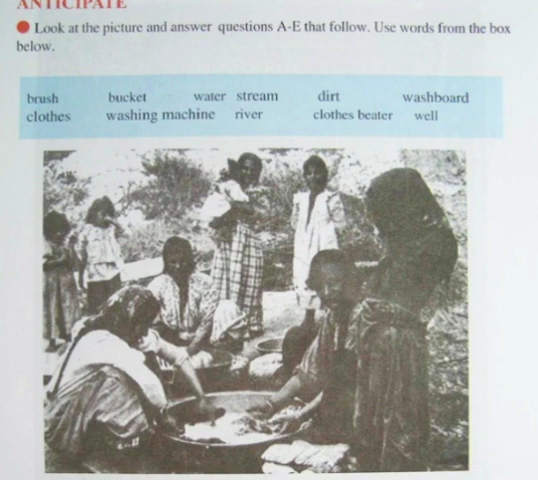 ANTICIPATE
Look at the picture and answer questions A-E that follow. Use words from the box
below.
brush bucket water stream dirt washboard
clothes washing machine river clothes beater well